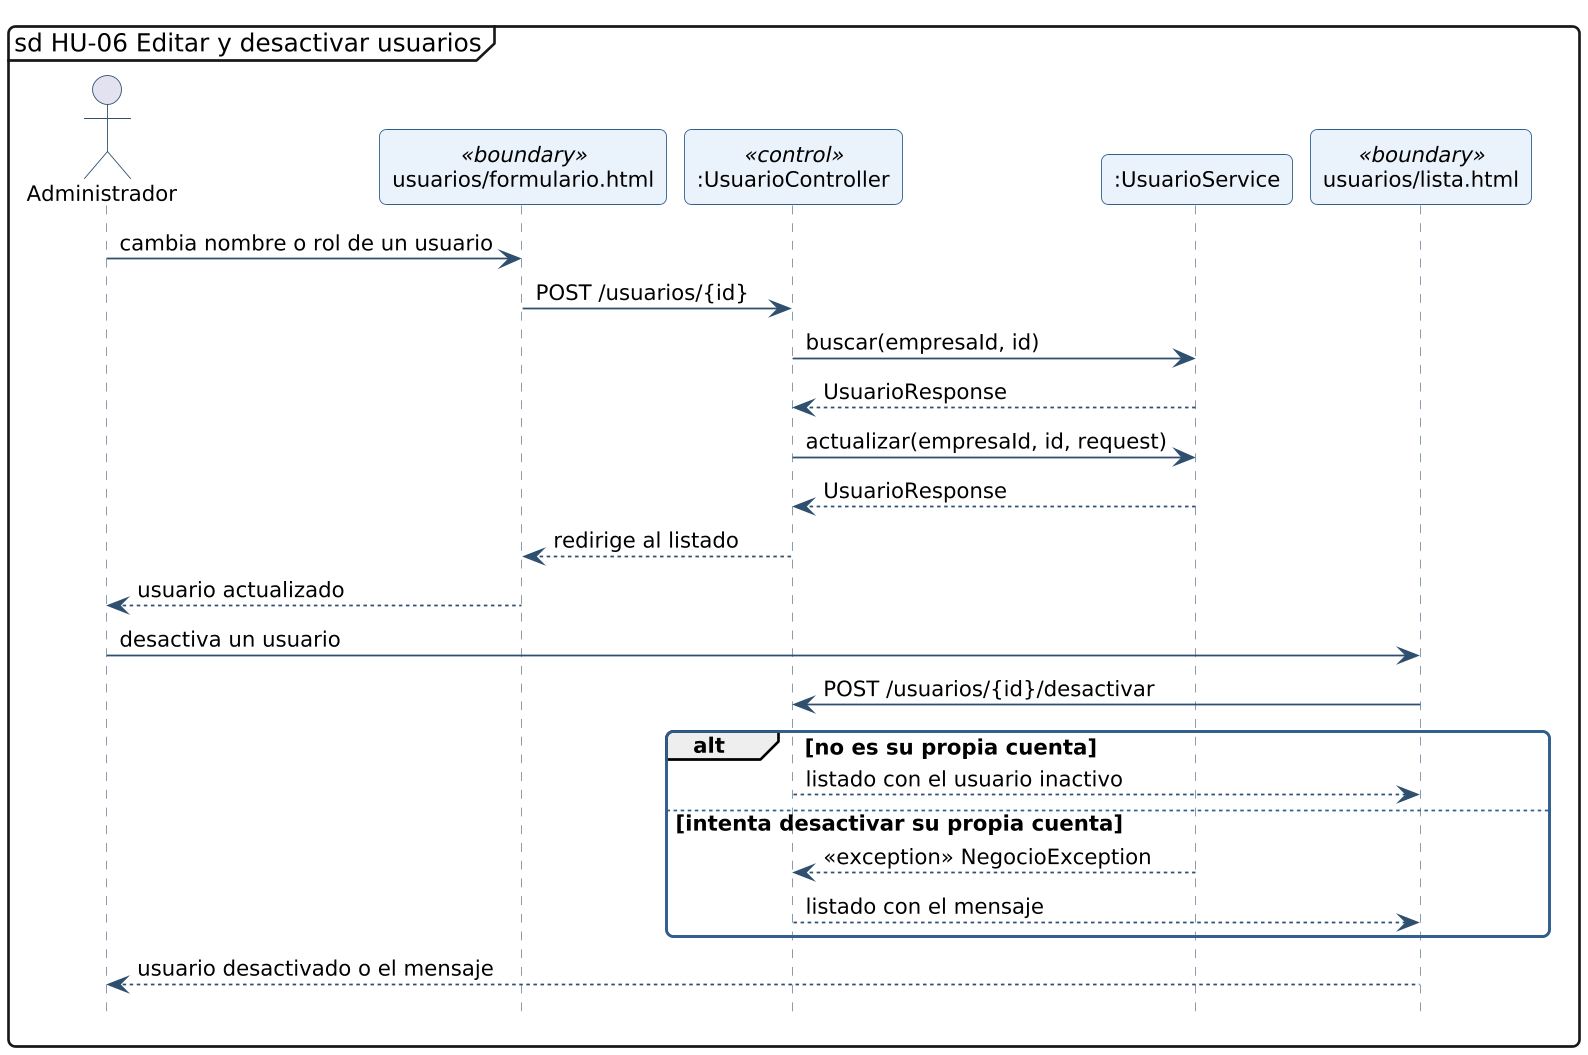 sd HU-06 Editar y desactivar usuarios
Administrador
«boundary»
usuarios/formulario.html
«control»
:UsuarioController
:UsuarioService
«boundary»
usuarios/lista.html
cambia nombre o rol de un usuario
POST /usuarios/{id}
buscar(empresaId, id)
UsuarioResponse
actualizar(empresaId, id, request)
UsuarioResponse
redirige al listado
usuario actualizado
desactiva un usuario
POST /usuarios/{id}/desactivar
alt [no es su propia cuenta]
listado con el usuario inactivo
[intenta desactivar su propia cuenta]
«exception» NegocioException
listado con el mensaje
usuario desactivado o el mensaje